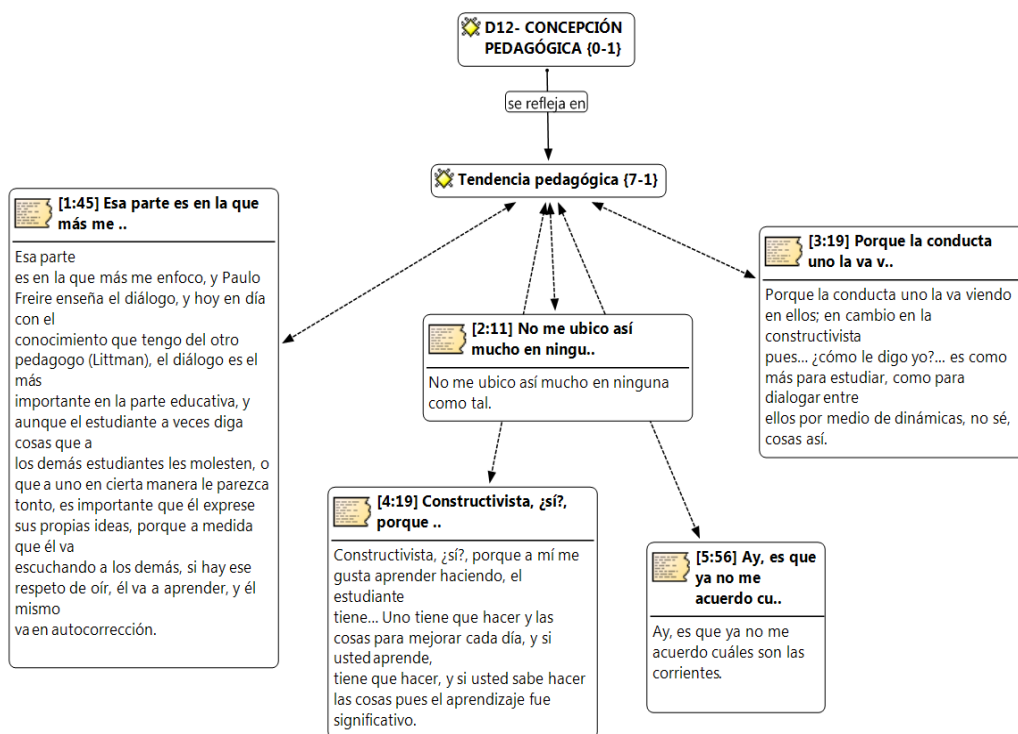 D12- CONCEPCIÓN
PEDAGÓGICA {0-1}
se refleja en
Tendencia pedagógica {7-1}
[1:45] Esa parte es en la que
más me ..
Esa parte
es en la que más me enfoco, y Paulo
Freire enseña el diálogo, y hoy en día
con el
conocimiento que tengo del otro
pedagogo (Littman), el diálogo es el
más
importante en la parte educativa, y
aunque el estudiante a veces diga
cosas que a
los demás estudiantes les molesten, o
que a uno en cierta manera le parezca
tonto, es importante que él exprese
sus propias ideas, porque a medida
que él va
escuchando a los demás, si hay ese
respeto de oír, él va a aprender, y él
mismo
va en autocorrección.
[2:11] No me ubico así
mucho en ningu..
No me ubico así mucho en ninguna
como tal.
[3:19] Porque la conducta
uno la va v..
Porque la conducta uno la va viendo
en ellos; en cambio en la
constructivista
pues... ¿cómo le digo yo?... es como
más para estudiar, como para
dialogar entre
ellos por medio de dinámicas, no sé,
cosas así.
[4:19] Constructivista, ¿sí?,
porque ..
Constructivista, ¿sí?, porque a mí me
gusta aprender haciendo, el
estudiante
tiene... Uno tiene que hacer y las
cosas para mejorar cada día, y si
usted aprende,
tiene que hacer, y si usted sabe hacer
las cosas pues el aprendizaje fue
significativo.
[5:56] Ay, es que
ya no me
acuerdo cu..
Ay, es que ya no me
acuerdo cuáles son las
corrientes.